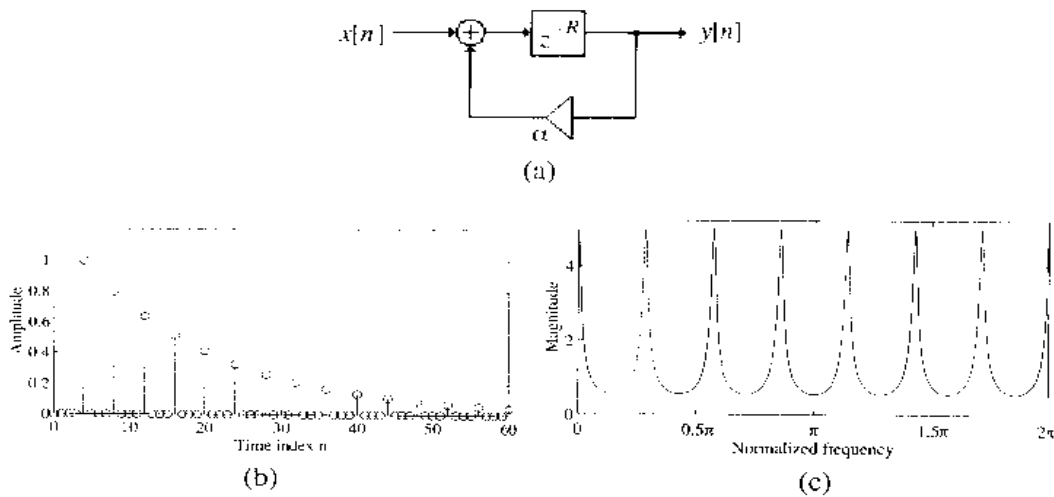 x[n] + z^-R y[n]
α
(a)
Amplitude
1
0.8
0.6
0.4
0.2
0
0 10 20 30 40 50 60
Time index n
(b)
Magnitude
4
2
0
0 0.5π π 1.5π 2π
Normalized frequency
(c)